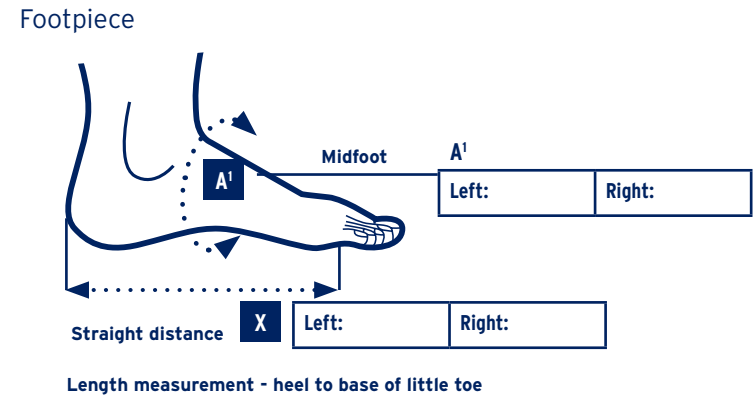 Footpiece
Midfoot
A¹
A¹
Left: Right:
Straight distance X Left: Right:
Length measurement - heel to base of little toe